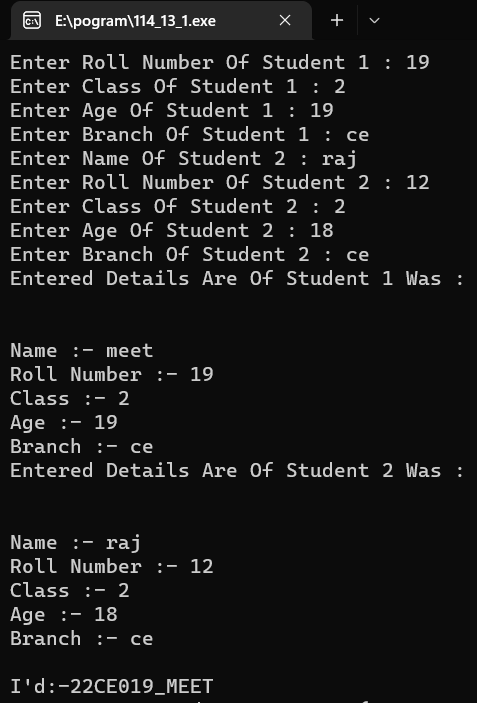 E:\pogram\114_13_1.exe
Enter Roll Number Of Student 1 : 19
Enter Class Of Student 1 : 2
Enter Age Of Student 1 : 19
Enter Branch Of Student 1 : ce
Enter Name Of Student 2 : raj
Enter Roll Number Of Student 2 : 12
Enter Class Of Student 2 : 2
Enter Age Of Student 2 : 18
Enter Branch Of Student 2 : ce
Entered Details Are Of Student 1 Was :
Name :- meet
Roll Number :- 19
Class :- 2
Age :- 19
Branch :- ce
Entered Details Are Of Student 2 Was :
Name :- raj
Roll Number :- 12
Class :- 2
Age :- 18
Branch :- ce
I'd:-22CE019_MEET